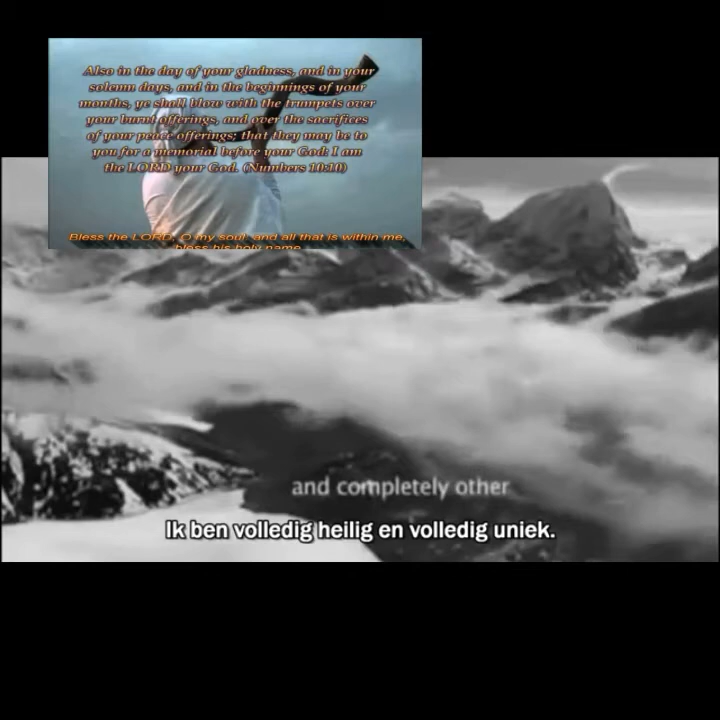 Also in the day of your gladness, and in your
solemn days, and in the beginnings of your
months, ye shall blow with the trumpets over
your burnt offerings, and over the sacrifices
of your peace offerings; that they may be to
you for a memorial before your God: I am
the LORD your God. (Numbers 10:10)
Bless the LORD, O my soul: and all that is within me,
bless his holy name
and completely other
Ik ben volledig heilig en volledig uniek.